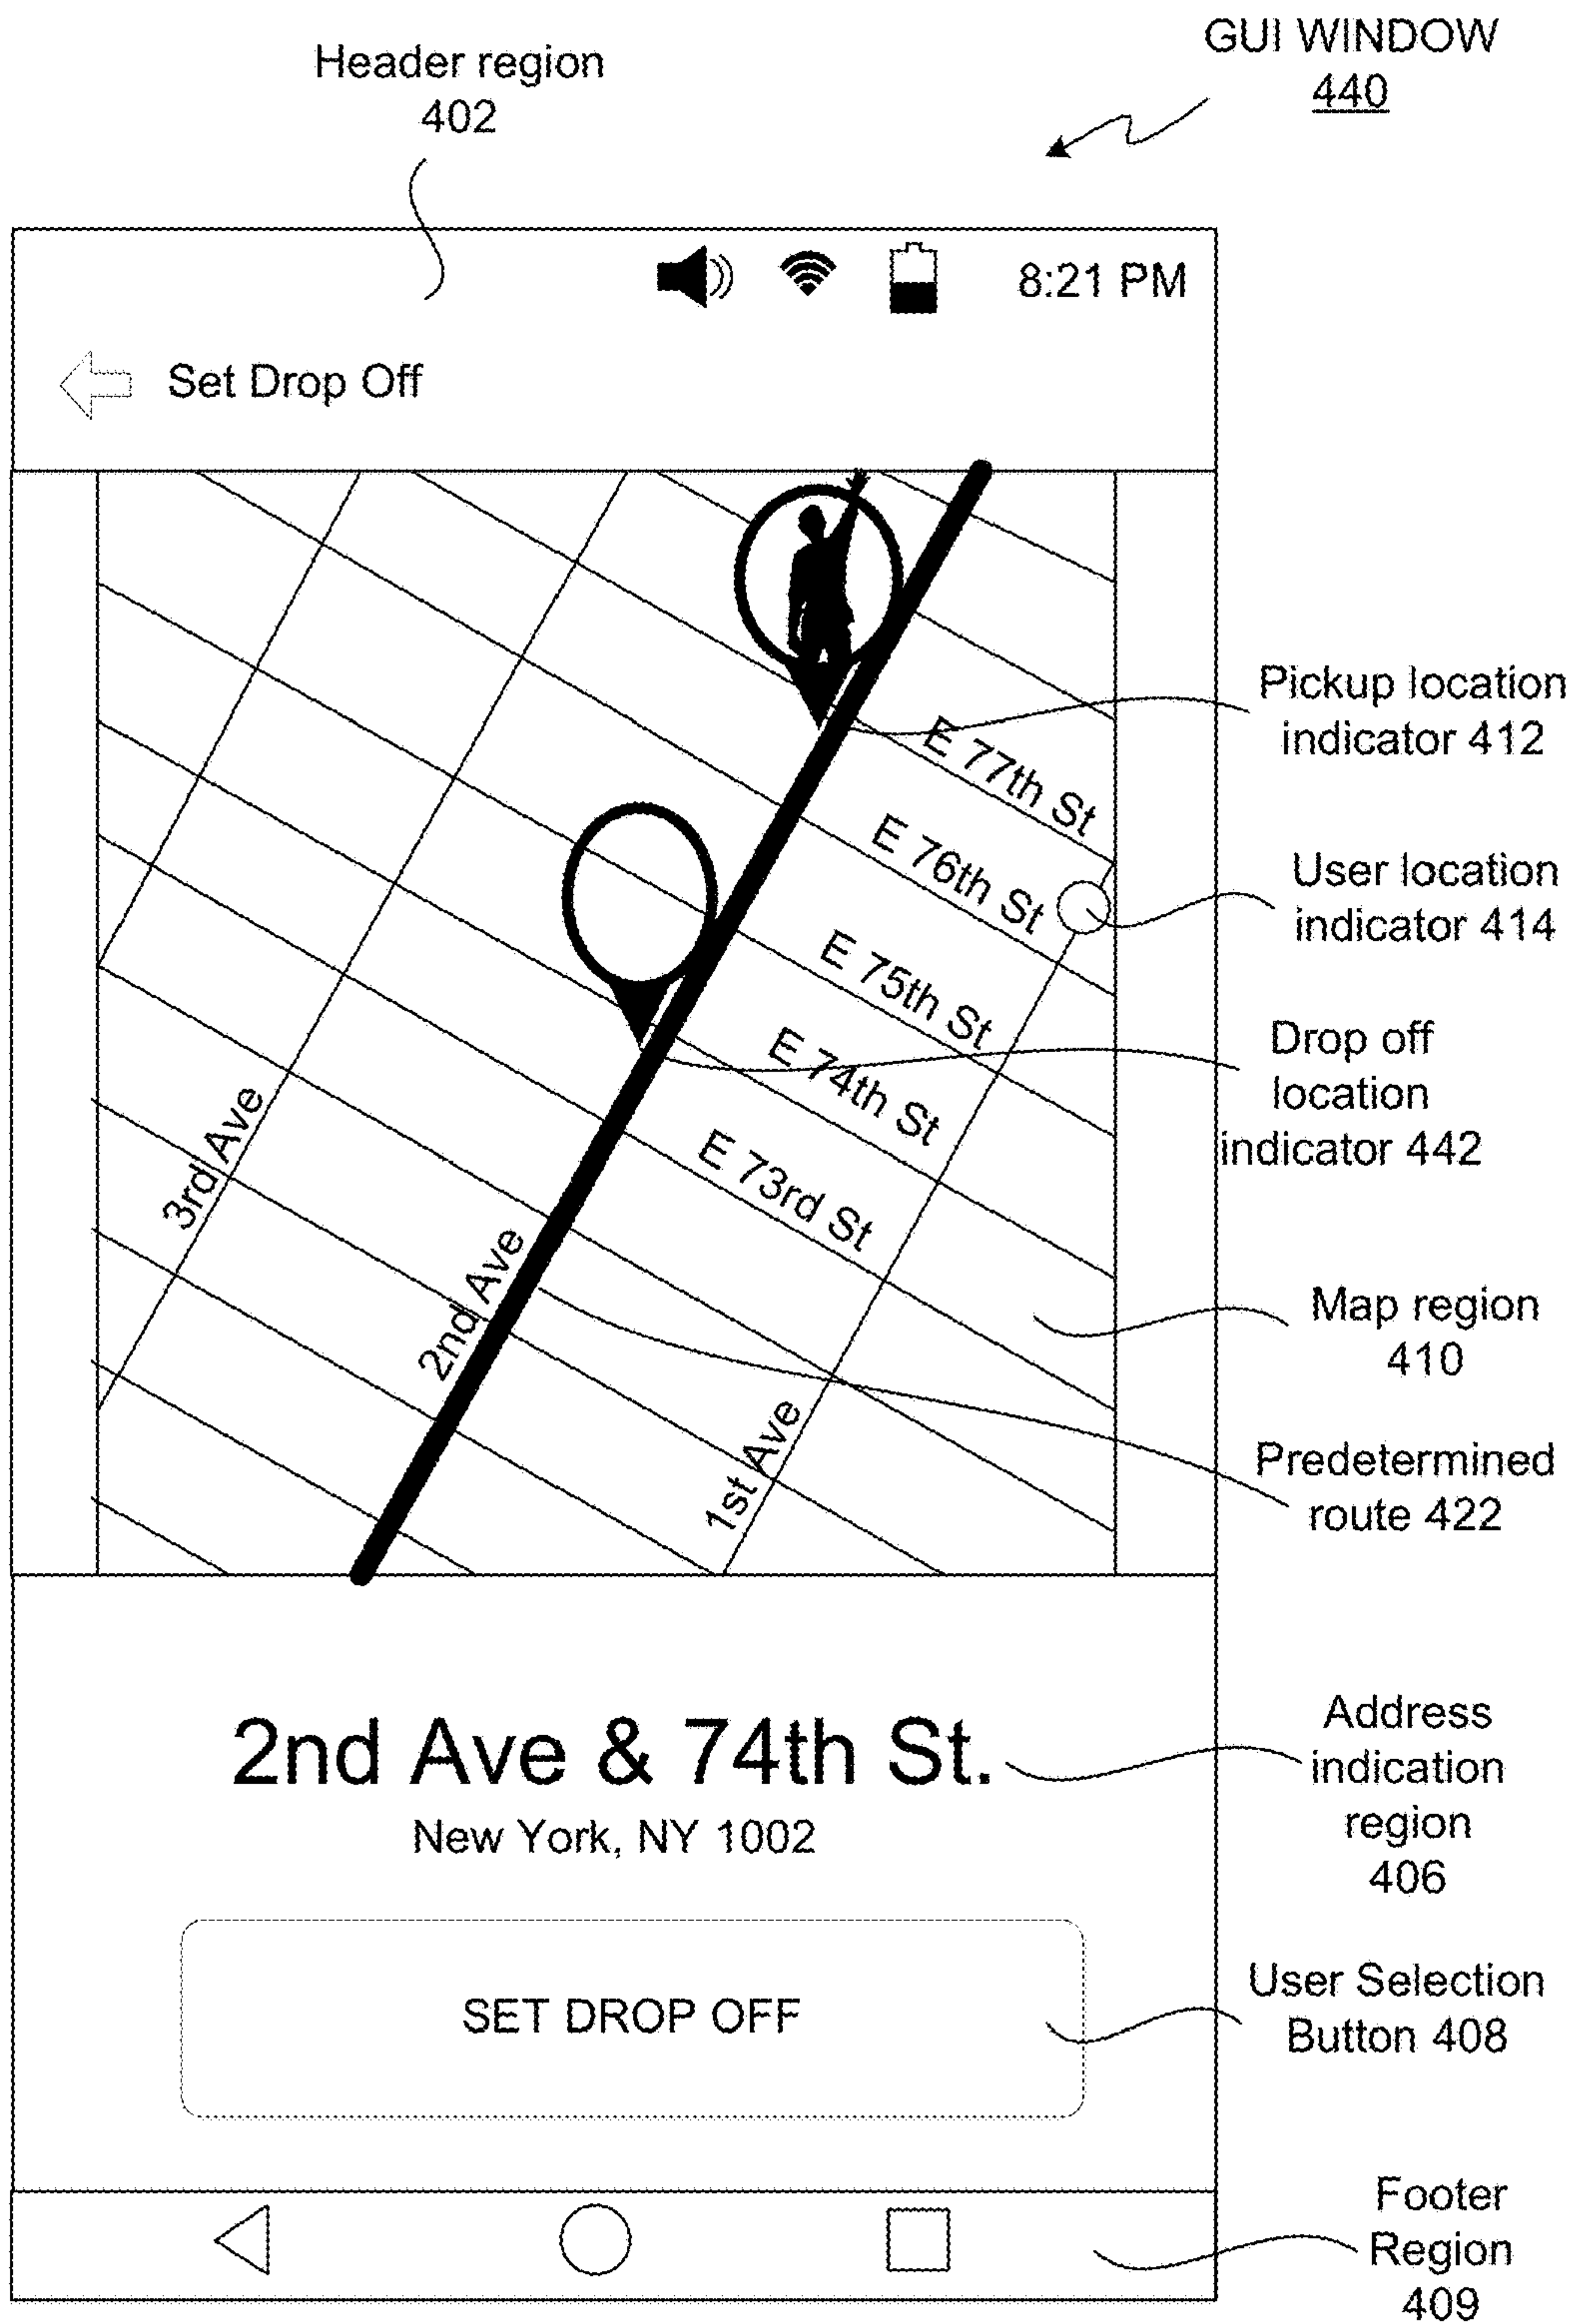 GUI WINDOW
440
Header region
402
8:21 PM
Set Drop Off
Pickup location
indicator 412
E 77th St
E 76th St
User location
indicator 414
E 75th St
Drop off
location
indicator 442
E 74th St
E 73rd St
3rd Ave
2nd Ave
1st Ave
Map region
410
Predetermined
route 422
2nd Ave & 74th St.
New York, NY 1002
Address
indication
region
406
SET DROP OFF
User Selection
Button 408
Footer
Region
409